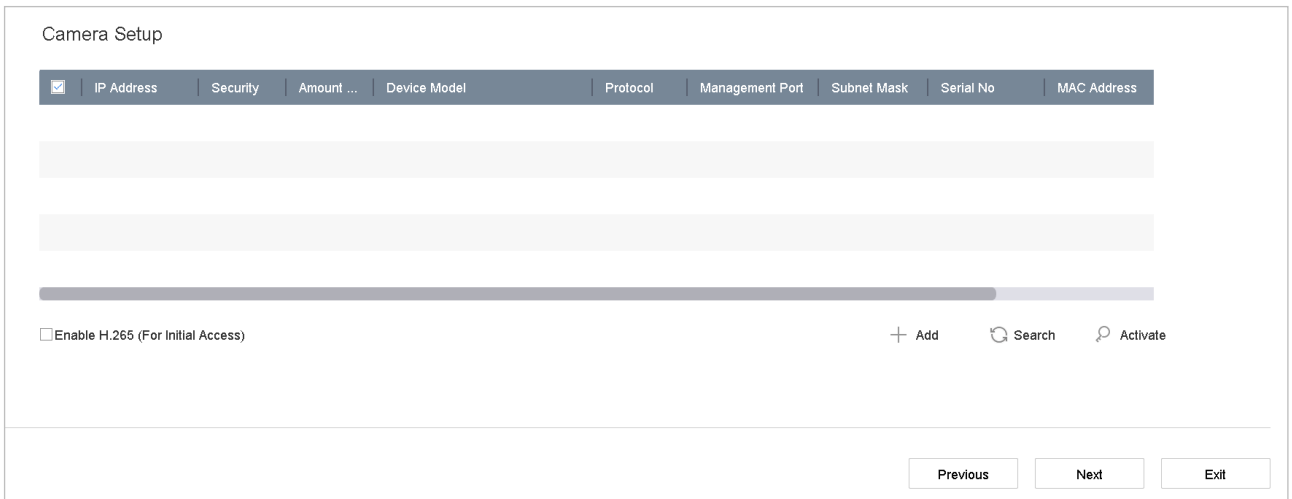 Camera Setup
IP Address Security Amount ... Device Model Protocol Management Port Subnet Mask Serial No MAC Address
Enable H.265 (For Initial Access) Add Search Activate
Previous Next Exit